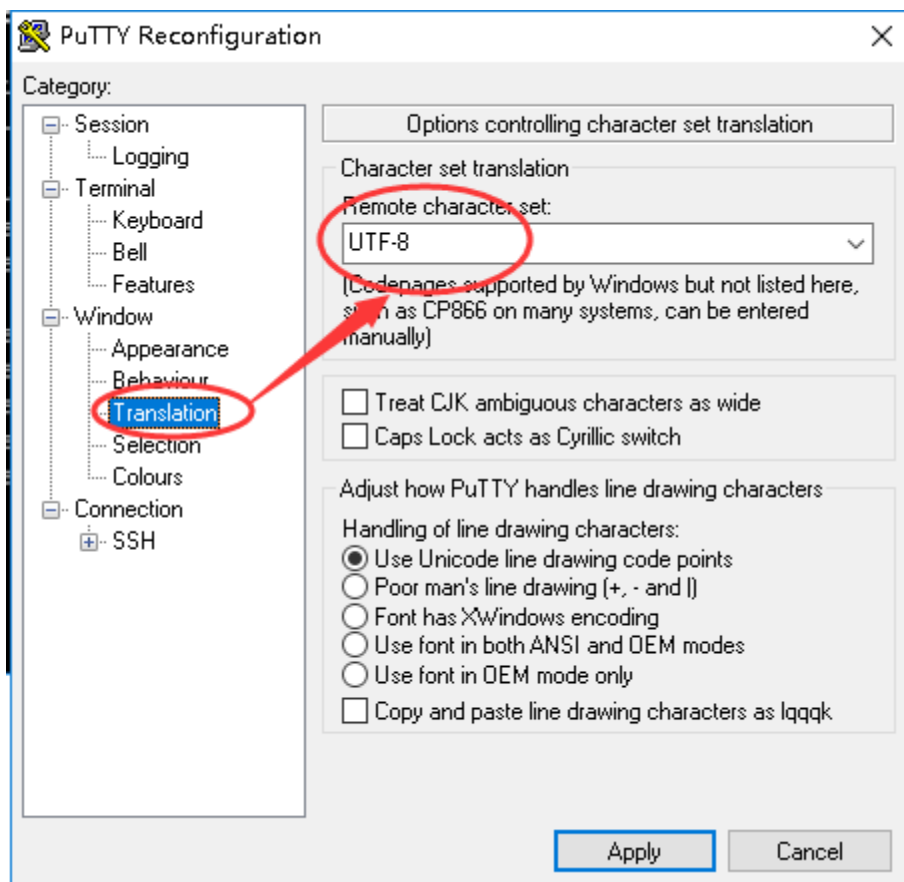 PuTTY Reconfiguration
Category:
Session
Logging
Terminal
Keyboard
Bell
Features
Window
Appearance
Behaviour
Translation
Selection
Colours
Connection
SSH
Options controlling character set translation
Character set translation
Remote character set:
UTF-8
(Codepages supported by Windows but not listed here,
such as CP866 on many systems, can be entered
manually)
Treat CJK ambiguous characters as wide
Caps Lock acts as Cyrillic switch
Adjust how PuTTY handles line drawing characters
Handling of line drawing characters:
Use Unicode line drawing code points
Poor man's line drawing (+, - and |)
Font has XWindows encoding
Use font in both ANSI and OEM modes
Use font in OEM mode only
Copy and paste line drawing characters as lqqqk
Apply
Cancel